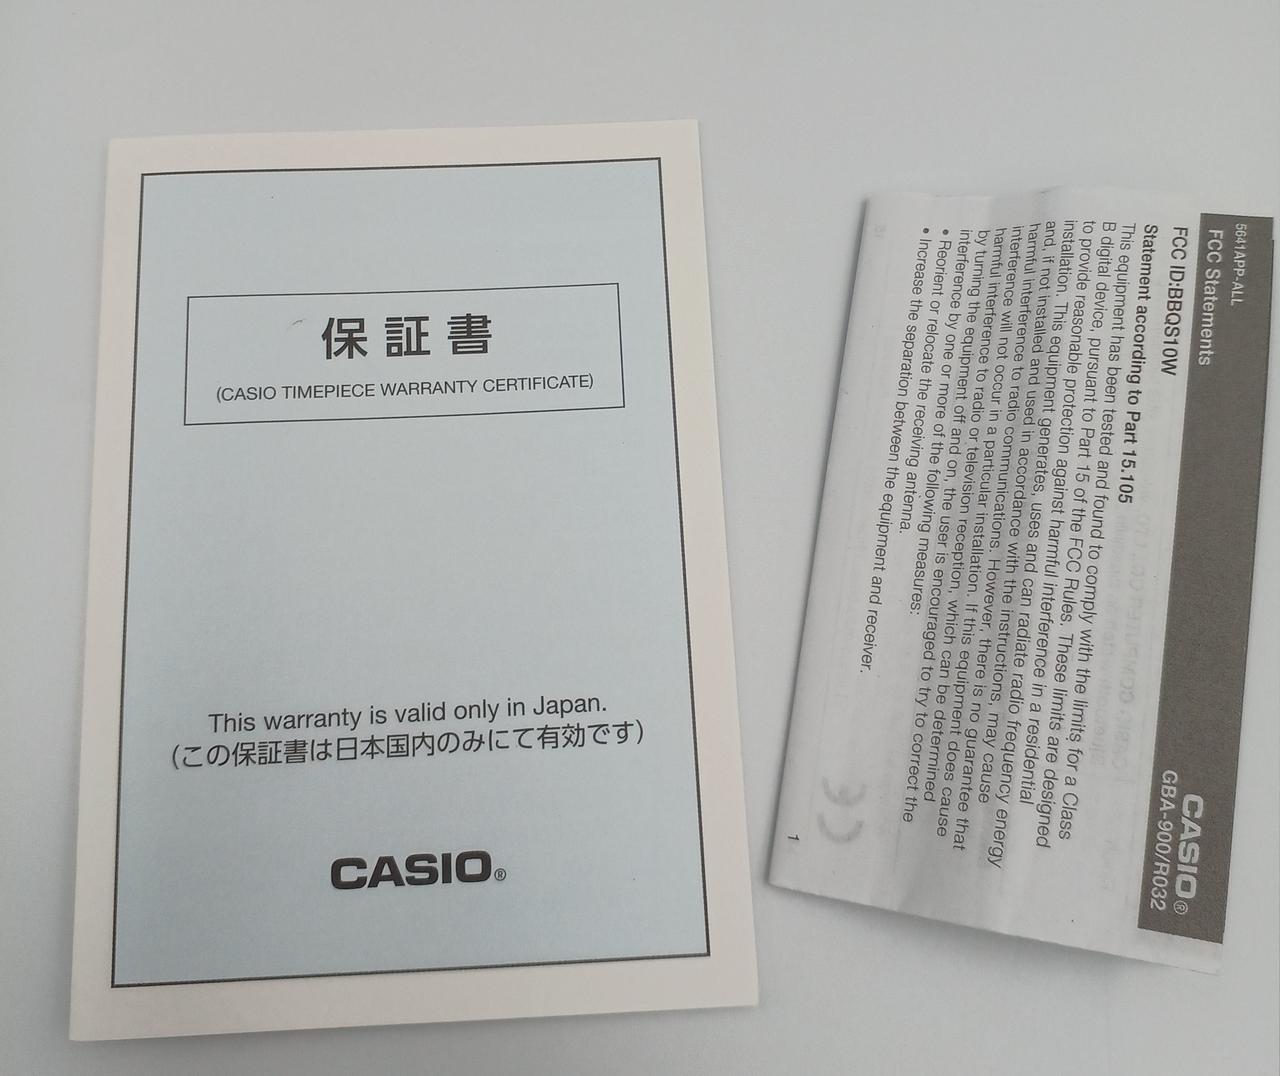 保証書
(CASIO TIMEPIECE WARRANTY CERTIFICATE)
This warranty is valid only in Japan.
(この保証書は日本国内のみにて有効です)
CASIO®
5641APP-ALL
FCC Statements
CASIO®
GBA-900/R032
FCC ID:BBQS10W
Statement according to Part 15.105
This equipment has been tested and found to comply with the limits for a Class
B digital device, pursuant to Part 15 of the FCC Rules. These limits are designed
to provide reasonable protection against harmful interference in a residential
installation. This equipment generates, uses and can radiate radio frequency energy
and, if not installed and used in accordance with the instructions, may cause
harmful interference to radio communications. However, there is no guarantee that
interference will not occur in a particular installation. If this equipment does cause
harmful interference to radio or television reception, which can be determined
by turning the equipment off and on, the user is encouraged to try to correct the
interference by one or more of the following measures:
• Reorient or relocate the receiving antenna.
• Increase the separation between the equipment and receiver.
1